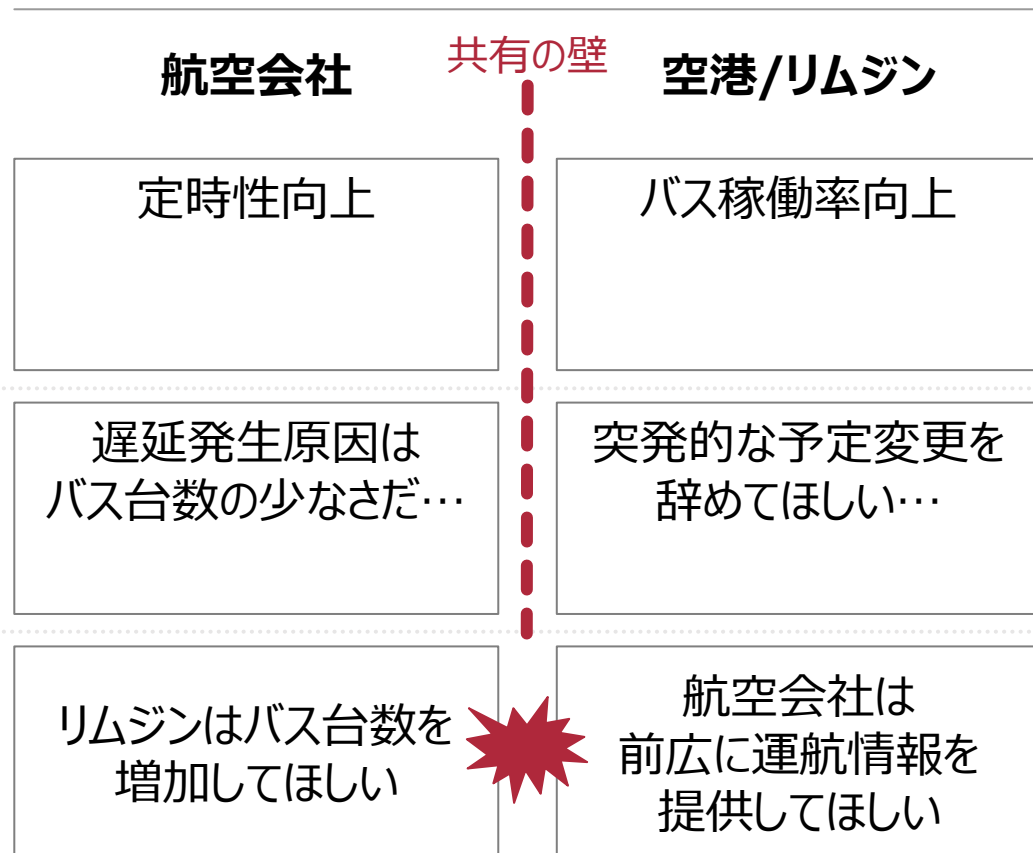 航空会社
共有の壁
空港/リムジン
定時性向上
バス稼働率向上
遅延発生原因は
バス台数の少なさだ…
突発的な予定変更を
辞めてほしい…
リムジンはバス台数を
増加してほしい
航空会社は
前広に運航情報を
提供してほしい